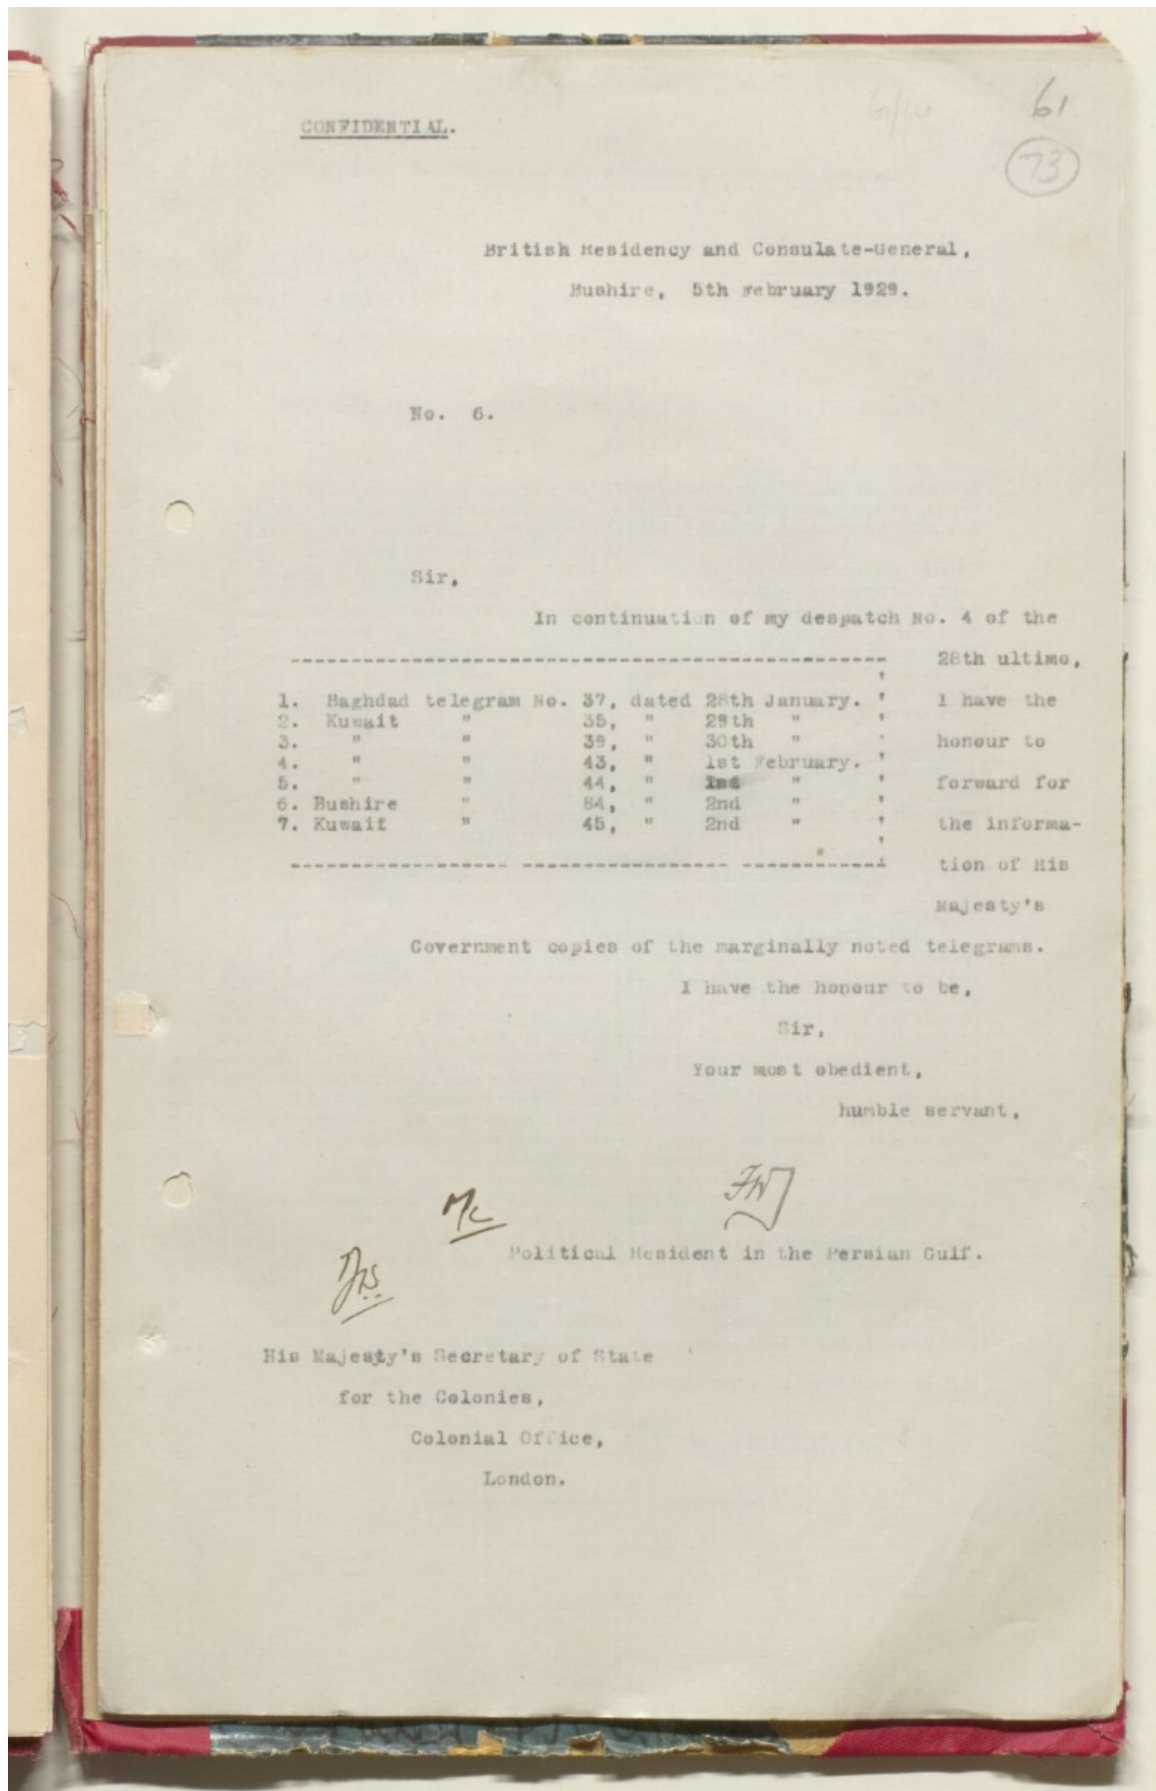 61
73
CONFIDENTIAL.
British Residency and Consulate-General,
Bushire, 5th February 1929.
No. 6.
Sir,
In continuation of my despatch No. 4 of the
28th ultimo,
1. Baghdad telegram No. 37, dated 28th January. ' I have the
2. Kuwait " 35, " 29th " '
3. " " 39, " 30th " ' honour to
4. " " 43, " 1st February. '
5. " " 44, " 1st " ' forward for
6. Bushire " 84, " 2nd " '
7. Kuwait " 45, " 2nd " ' the informa-
tion of His
Majesty's
Government copies of the marginally noted telegrams.
I have the honour to be,
Sir,
Your most obedient,
humble servant,
Political Resident in the Persian Gulf.
His Majesty's Secretary of State
for the Colonies,
Colonial Office,
London.